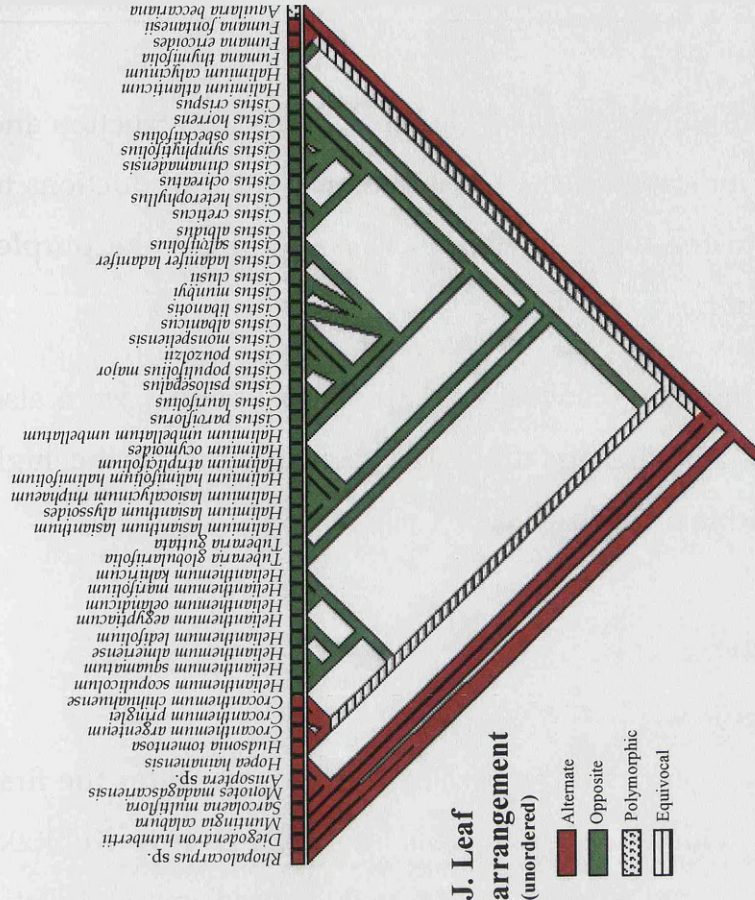 Aquilaria beccariana
Fumana fontanesii
Fumana ericoides
Fumana thymifolia
Halimium calycinum
Halimium atlanticum
Cistus crispus
Cistus horrens
Cistus osbeckiifolius
Cistus symphytifolius
Cistus chinamadensis
Cistus ochreatus
Cistus heterophyllus
Cistus creticus
Cistus albidus
Cistus salviifolius
Cistus ladanifer ladanifer
Cistus clusii
Cistus munbyi
Cistus libanotis
Cistus albanicus
Cistus monspeliensis
Cistus pouzolzii
Cistus populifolius major
Cistus psilosepalus
Cistus laurifolius
Cistus parviflorus
Halimium umbellatum umbellatum
Halimium ocymoides
Halimium atriplicifolium
Halimium halimifolium halimifolium
Halimium lasiocalycinum riphaeum
Halimium lasianthum alyssoides
Halimium lasianthum lasianthum
Tuberaria guttata
Tuberaria globulariifolia
Helianthemum kahiricum
Helianthemum marifolium
Helianthemum oelandicum
Helianthemum aegyptiacum
Helianthemum ledifolium
Helianthemum almeriense
Helianthemum squamatum
Helianthemum scopulicolum
Crocanthemum chihuahuense
Crocanthemum pringlei
Crocanthemum argenteum
Hudsonia tomentosa
Hopea hainanensis
Anisoptera sp
Monotes madagascariensis
Sarcolaena multiflora
Muntingia calabura
Diegodendron humbertii
Rhopalocarpus sp.
J. Leaf
arrangement
(unordered)
Alternate
Opposite
Polymorphic
Equivocal